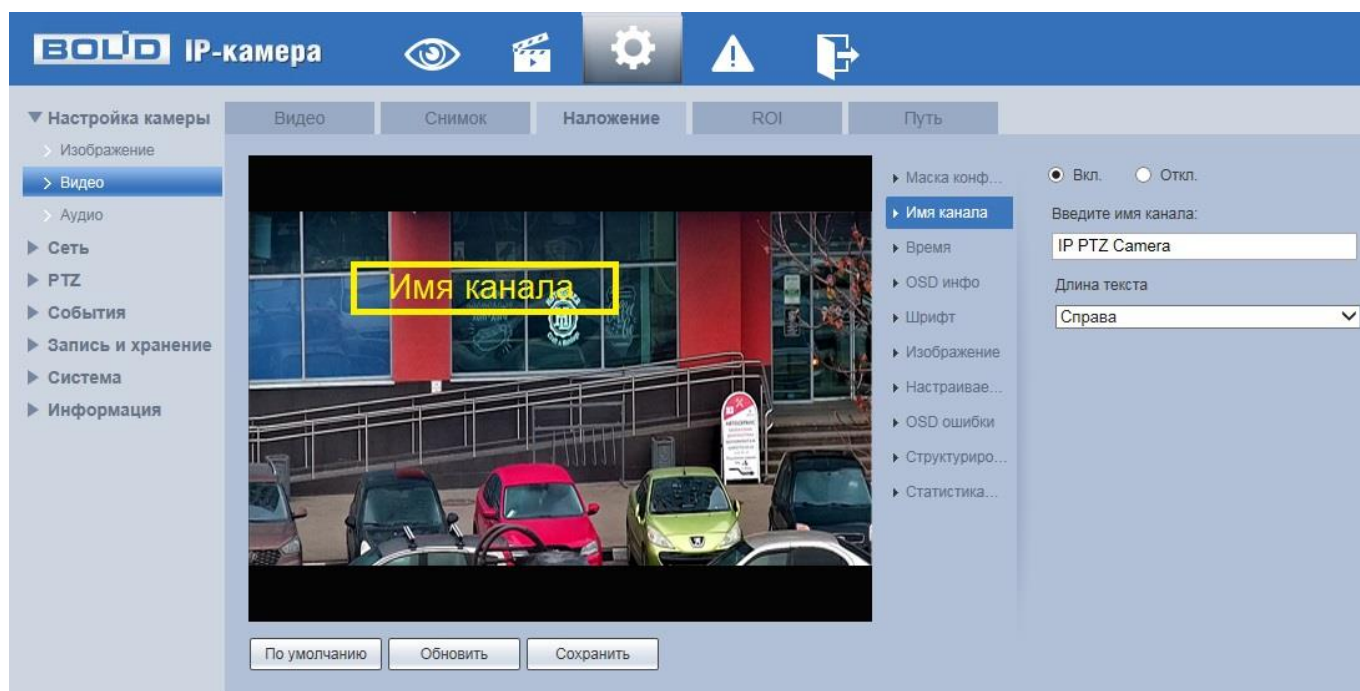 BOLID IP-камера
Настройка камеры
Изображение
Видео
Аудио
Сеть
PTZ
События
Запись и хранение
Система
Информация
Видео Снимок Наложение ROI Путь
Имя канала
АВТОСЕРВИС
Маска конф...
Имя канала
Время
OSD инфо
Шрифт
Изображение
Настраивае...
OSD ошибки
Структуриро...
Статистика...
Вкл. Откл.
Введите имя канала:
IP PTZ Camera
Длина текста
Справа
По умолчанию Обновить Сохранить